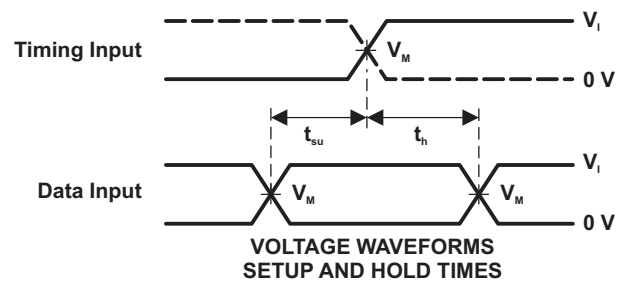 V_I
Timing Input
V_M
0 V
t_su
t_h
V_I
Data Input
V_M
V_M
0 V
VOLTAGE WAVEFORMS
SETUP AND HOLD TIMES